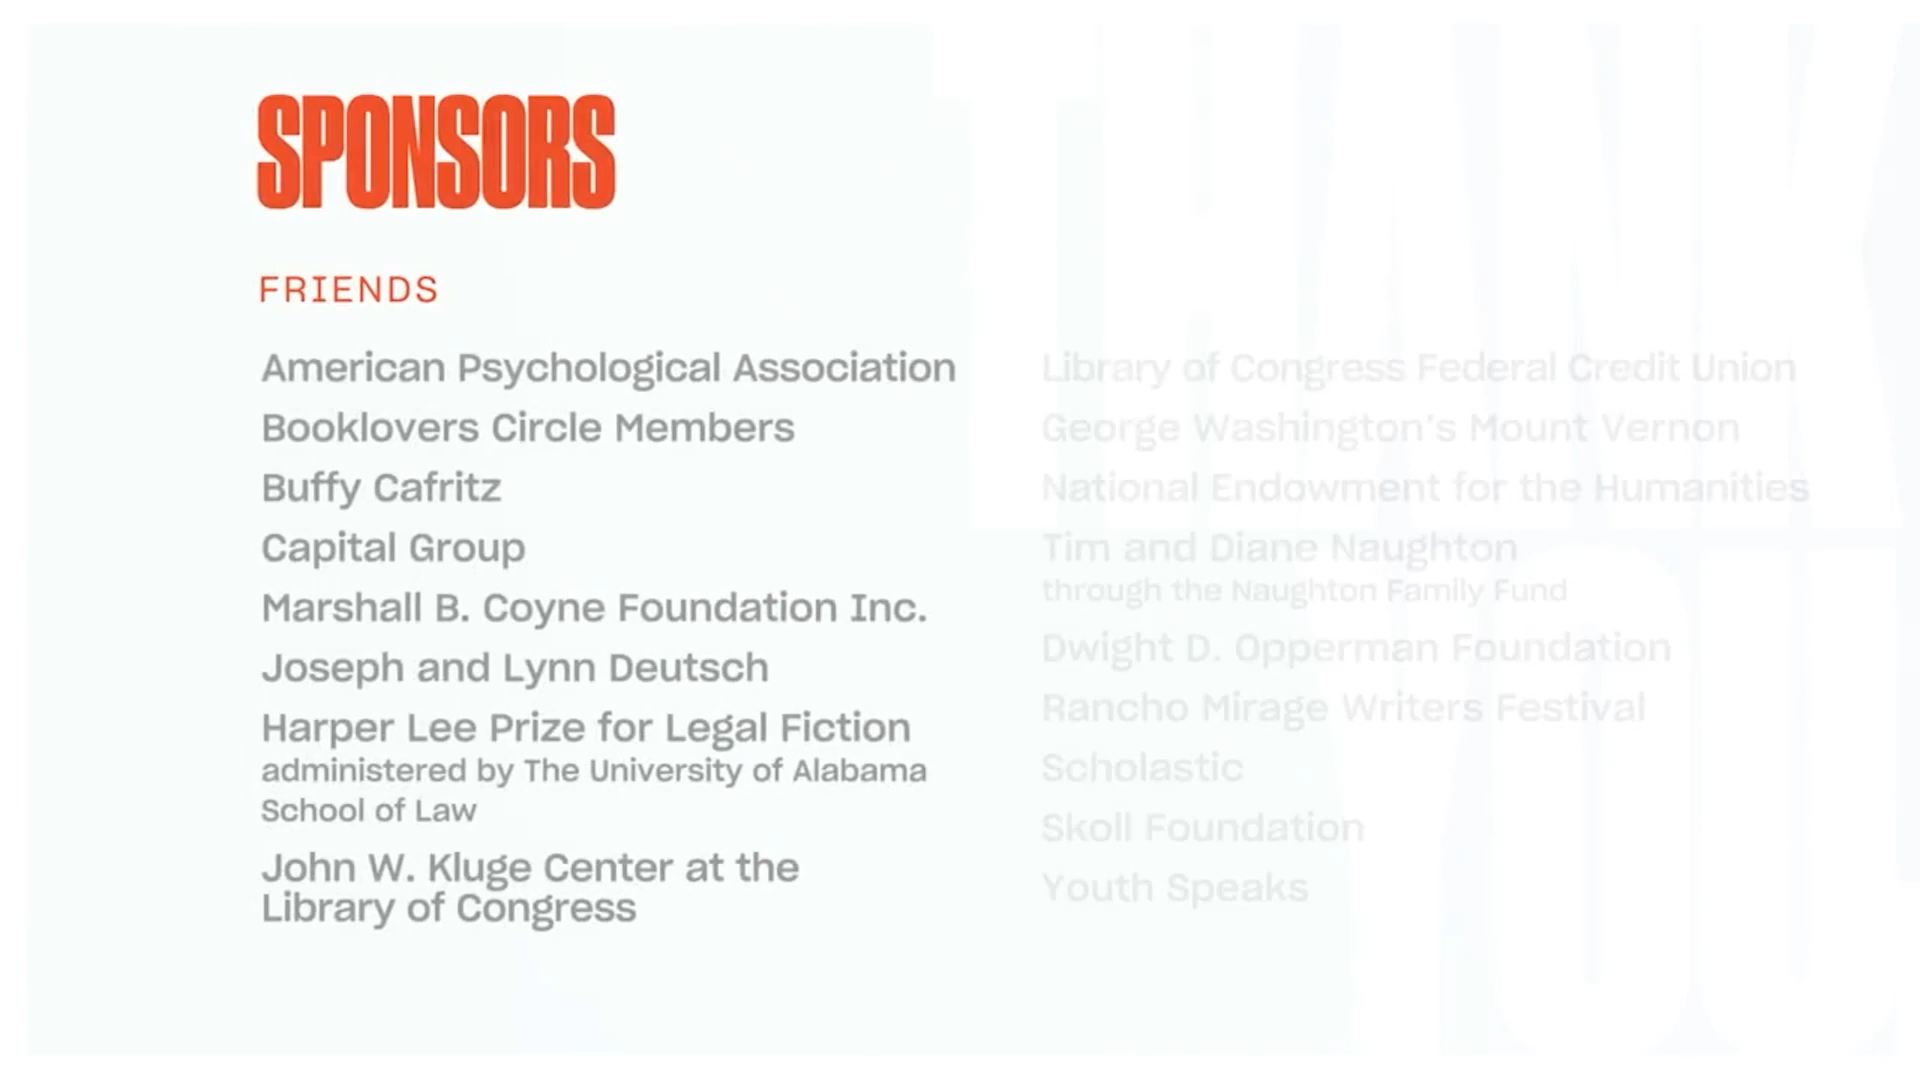 SPONSORS
FRIENDS
American Psychological Association
Booklovers Circle Members
Buffy Cafritz
Capital Group
Marshall B. Coyne Foundation Inc.
Joseph and Lynn Deutsch
Harper Lee Prize for Legal Fiction
administered by The University of Alabama
School of Law
John W. Kluge Center at the
Library of Congress
Library of Congress Federal Credit Union
George Washington's Mount Vernon
National Endowment for the Humanities
Tim and Diane Naughton
through the Naughton Family Fund
Dwight D. Opperman Foundation
Rancho Mirage Writers Festival
Scholastic
Skoll Foundation
Youth Speaks
THANK
YOU